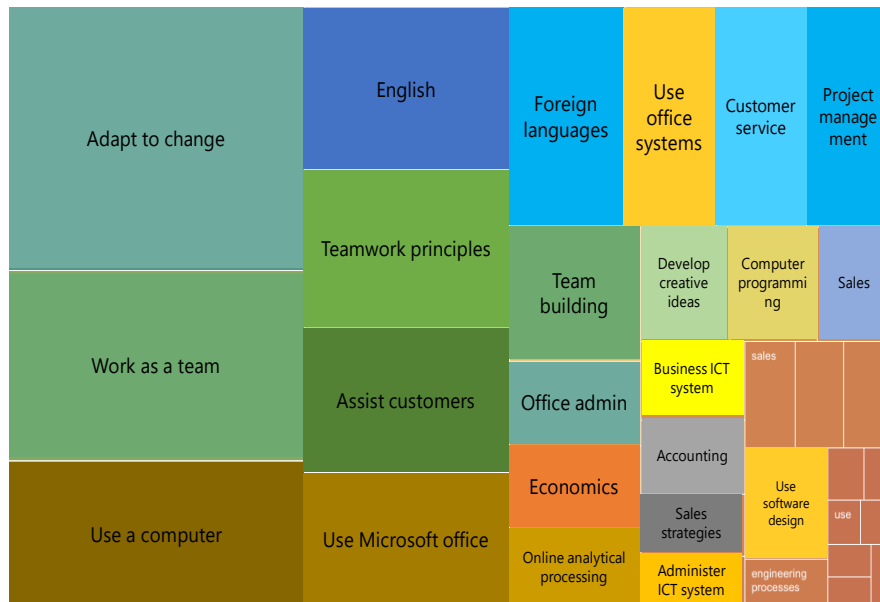 Adapt to change
Work as a team
Use a computer
English
Teamwork principles
Assist customers
Use Microsoft office
Foreign
languages
Use
office
systems
Customer
service
Project
manage
ment
Team
building
Develop
creative
ideas
Computer
programmi
ng
Sales
Office admin
Business ICT
system
sales
Economics
Accounting
Use
software
design
Online analytical
processing
Sales
strategies
use
Administer
ICT system
engineering
processes